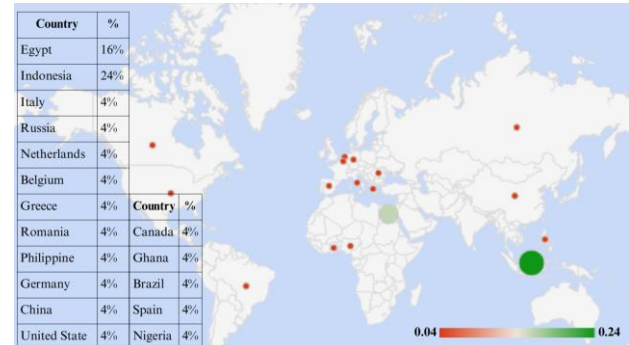 Country %
Egypt 16%
Indonesia 24%
Italy 4%
Russia 4%
Netherlands 4%
Belgium 4%
Greece 4% Country %
Romania 4% Canada 4%
Philippine 4% Ghana 4%
Germany 4% Brazil 4%
China 4% Spain 4%
United State 4% Nigeria 4%
0.04 0.24